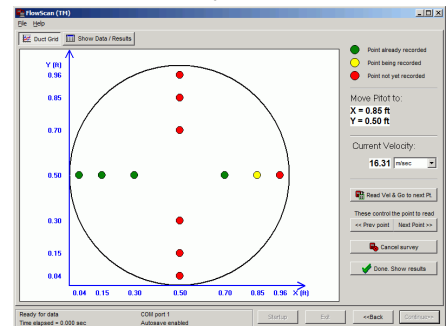 FlowScan (TM)
File Help
Duct Grid
Show Data / Results
Y (ft)
0.96
0.85
0.70
0.50
0.30
0.15
0.04
0.04 0.15 0.30 0.50 0.70 0.85 0.96 X (ft)
Point already recorded
Point being recorded
Point not yet recorded
Move Pitot to:
X = 0.85 ft
Y = 0.50 ft
Current Velocity:
16.31 m/sec
Read Vel & Go to next Pt.
These control the point to read
<< Prev point
Next Point >>
Cancel survey
Done. Show results
Ready for data
COM port 1
Time elapsed = 0.000 sec
Autosave enabled
Startup
Exit
<<Back
Continue>>